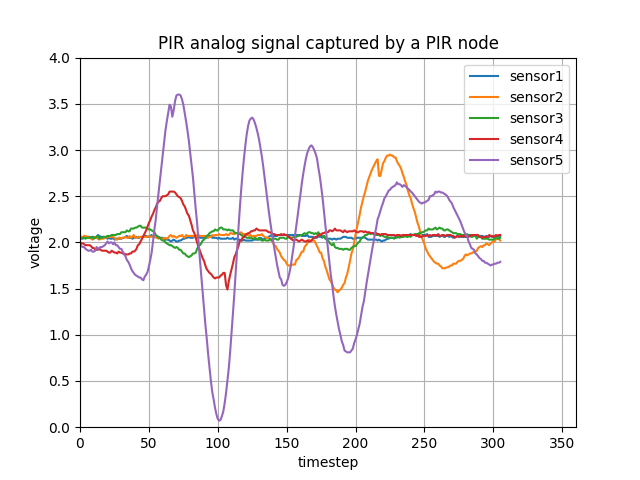 PIR analog signal captured by a PIR node
voltage
4.0
3.5
3.0
2.5
2.0
1.5
1.0
0.5
0.0
sensor1
sensor2
sensor3
sensor4
sensor5
0 50 100 150 200 250 300 350
timestep